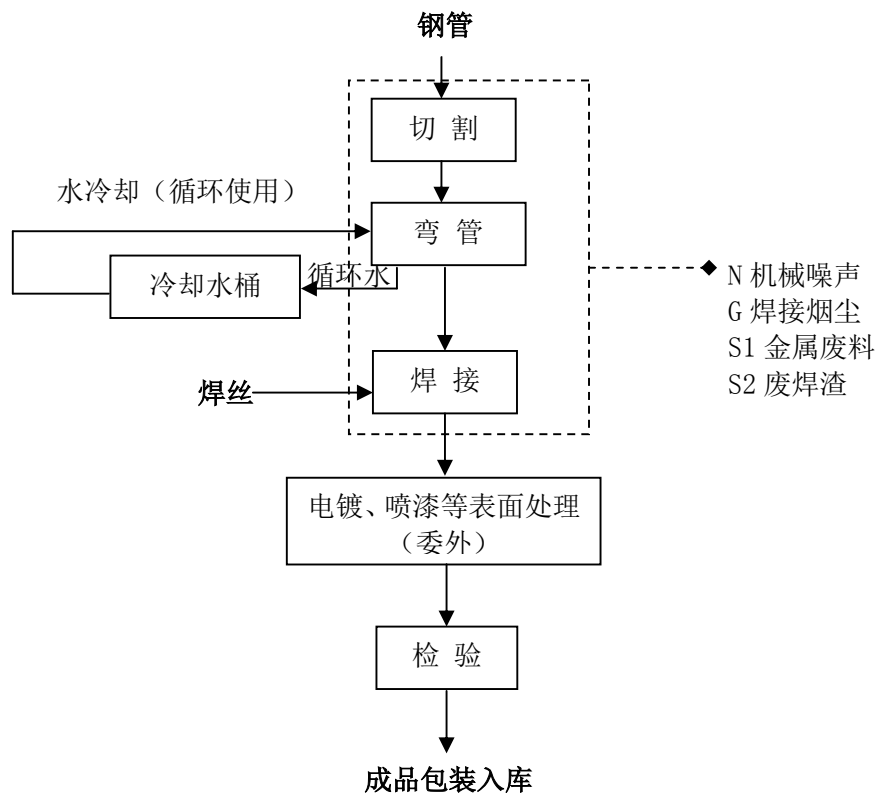 钢管
切 割
水冷却（循环使用）
弯 管
循环水
冷却水桶
N 机械噪声
G 焊接烟尘
S1 金属废料
S2 废焊渣
焊 接
焊丝
电镀、喷漆等表面处理
（委外）
检 验
成品包装入库